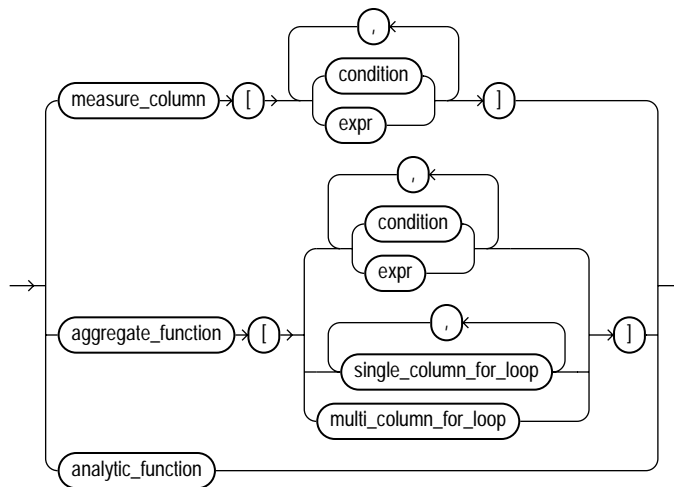 ,
condition
measure_column [ ]
expr
,
condition
expr
aggregate_function [ ]
,
single_column_for_loop
multi_column_for_loop
analytic_function